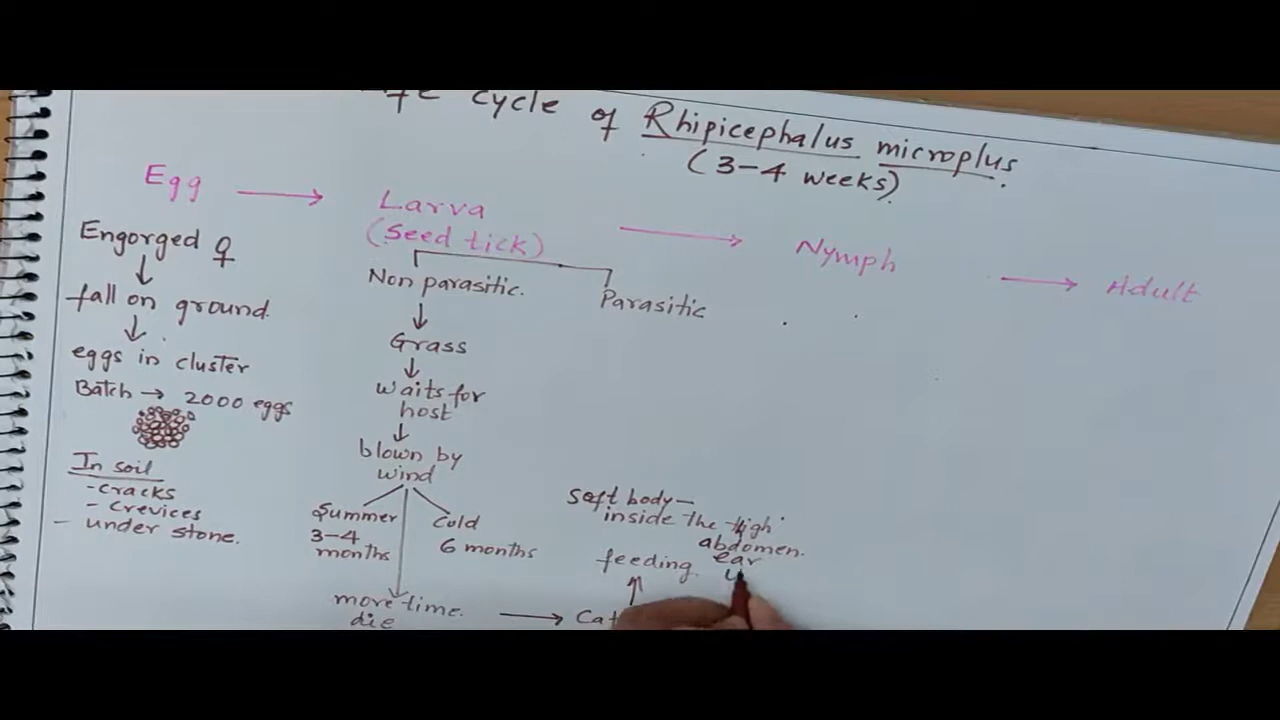 cycle of Rhipicephalus microplus.
(3-4 weeks)
Egg
Larva
(Seed tick)
Nymph
Adult
Engorged ♀
↓
fall on ground
↓
eggs in cluster
Batch → 2000 eggs
In soil
- cracks
- crevices
- under stone.
Non parasitic.
↓
Grass
↓
waits for
host
↓
blown by
wind
Summer
3-4
months
Cold
6 months
more time.
die
Parasitic
Soft body-
inside the thigh
abdomen.
ear
feeding.